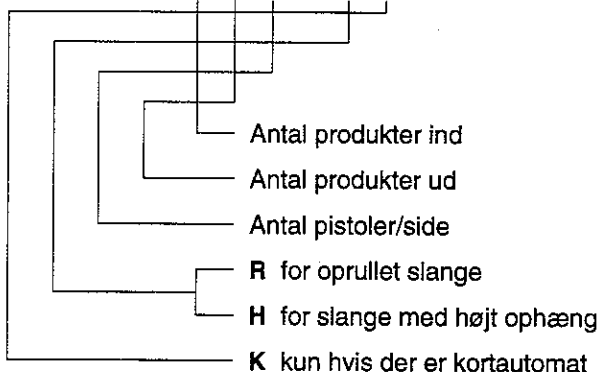 Antal produkter ind
Antal produkter ud
Antal pistoler/side
R for oprullet slange
H for slange med højt ophæng
K kun hvis der er kortautomat